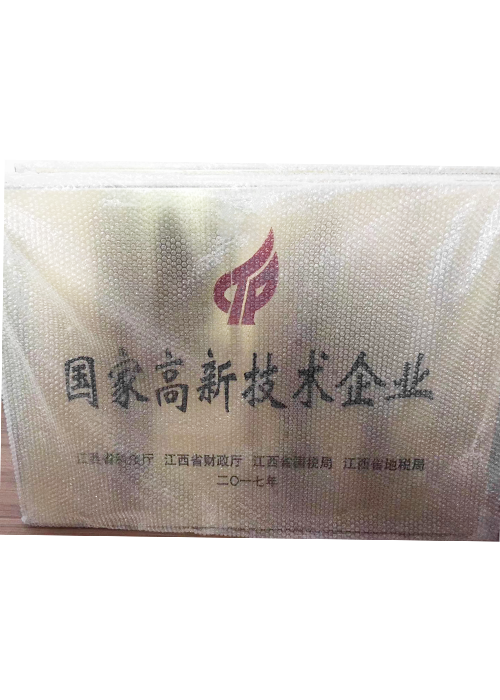 国家高新技术企业
江西省科技厅 江西省财政厅 江西省国税局 江西省地税局
二〇一七年